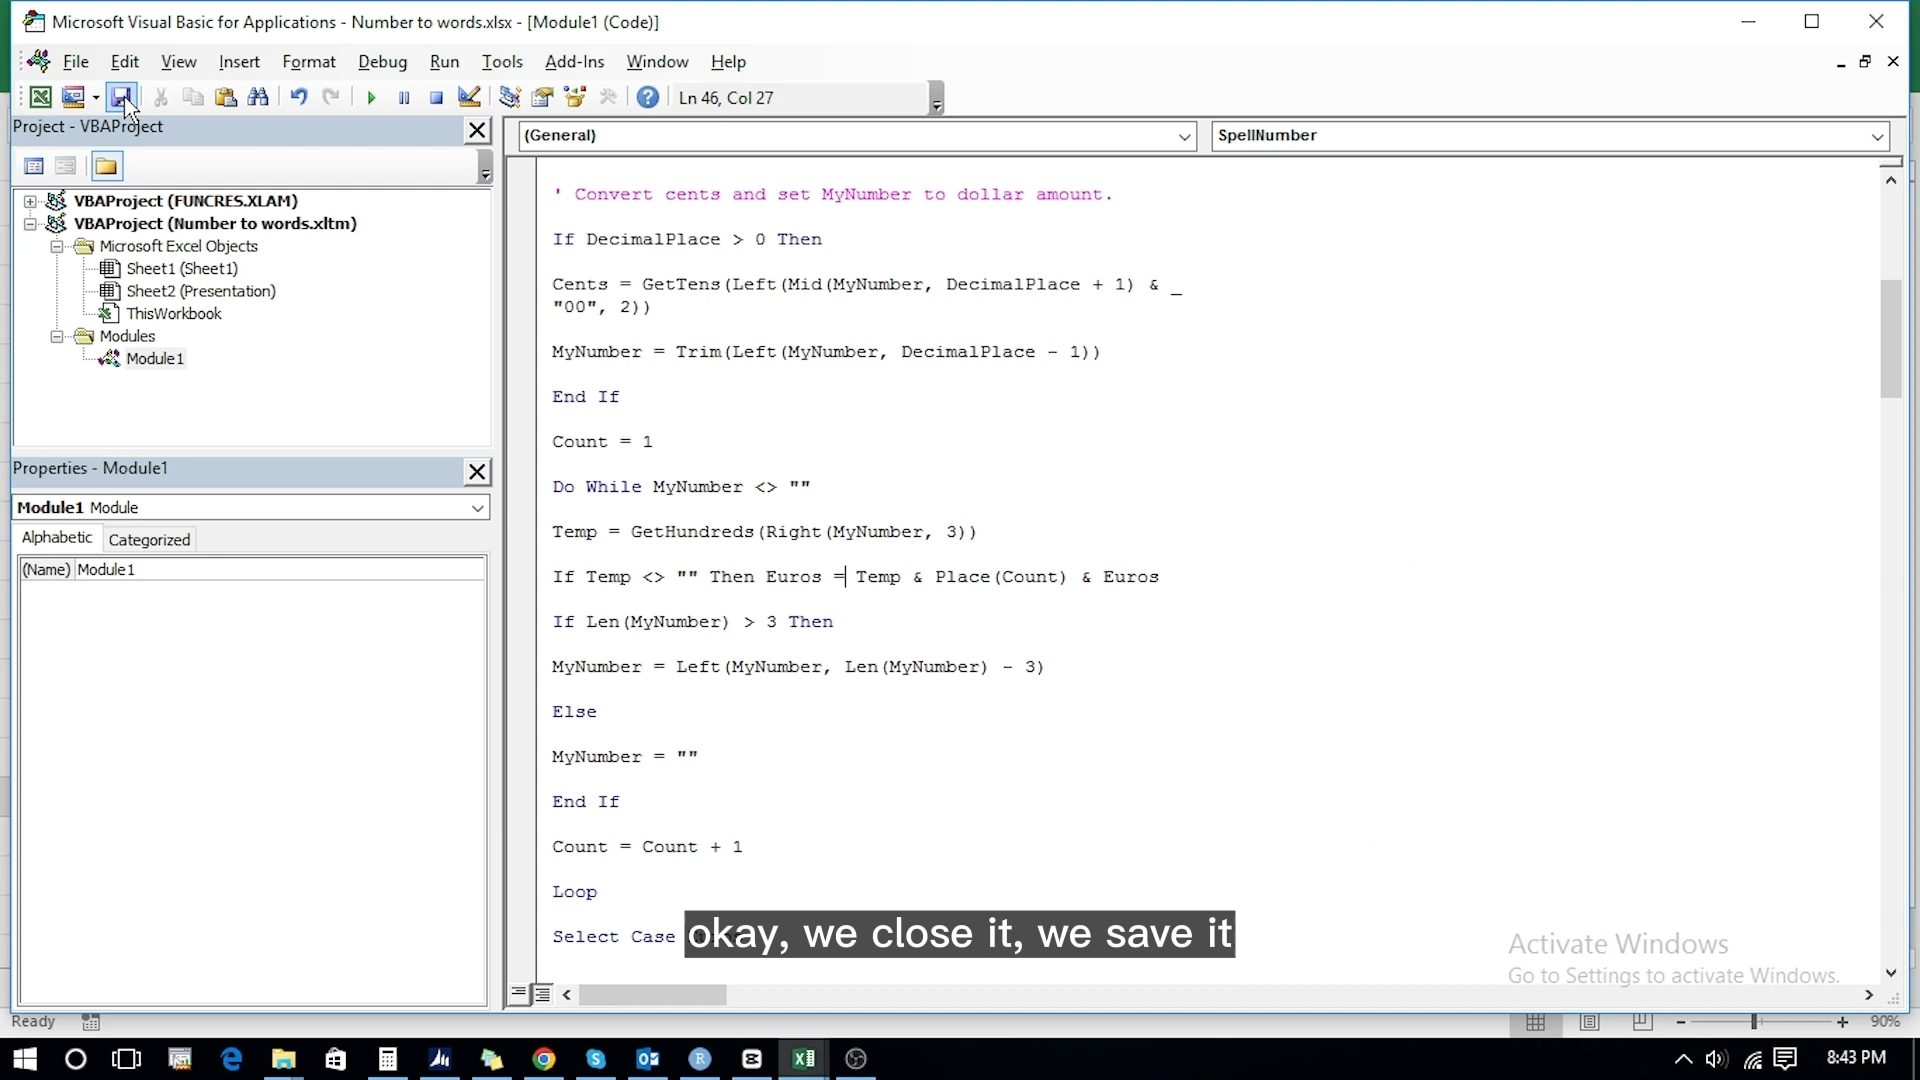 Microsoft Visual Basic for Applications - Number to words.xlsx - [Module1 (Code)]
File Edit View Insert Format Debug Run Tools Add-Ins Window Help
Ln 46, Col 27
Project - VBAProject
(General)
SpellNumber
VBAProject (FUNCRES.XLAM)
VBAProject (Number to words.xltm)
Microsoft Excel Objects
Sheet1 (Sheet1)
Sheet2 (Presentation)
ThisWorkbook
Modules
Module1
Properties - Module1
Module1 Module
Alphabetic Categorized
(Name) Module1
' Convert cents and set MyNumber to dollar amount.
If DecimalPlace > 0 Then
Cents = GetTens(Left(Mid(MyNumber, DecimalPlace + 1) & _
"00", 2))
MyNumber = Trim(Left(MyNumber, DecimalPlace - 1))
End If
Count = 1
Do While MyNumber <> ""
Temp = GetHundreds(Right(MyNumber, 3))
If Temp <> "" Then Euros = Temp & Place(Count) & Euros
If Len(MyNumber) > 3 Then
MyNumber = Left(MyNumber, Len(MyNumber) - 3)
Else
MyNumber = ""
End If
Count = Count + 1
Loop
Select Case
okay, we close it, we save it
Activate Windows
Go to Settings to activate Windows.
Ready
90%
8:43 PM